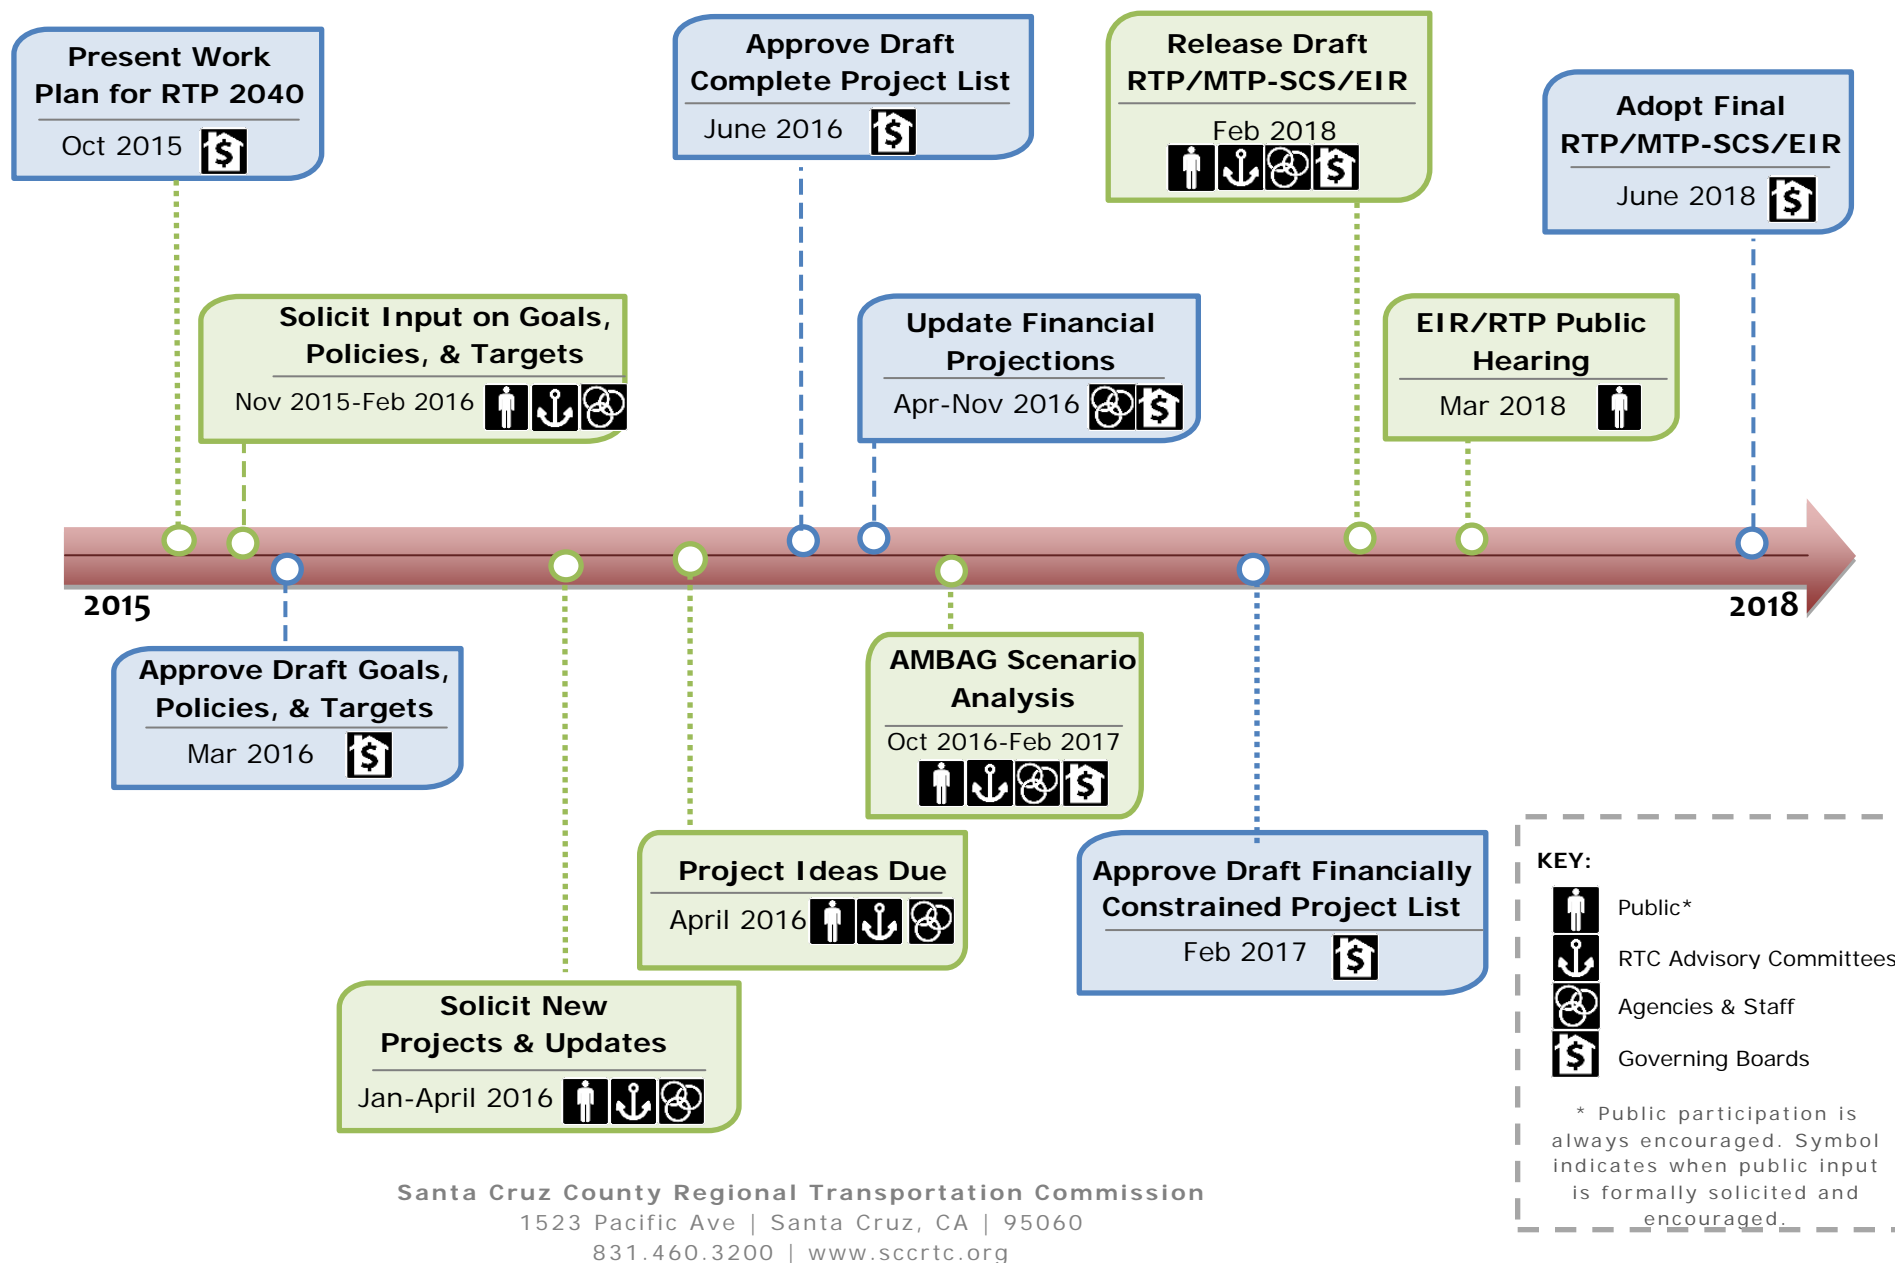 Present Work
Plan for RTP 2040
Oct 2015
Approve Draft
Complete Project List
June 2016
Release Draft
RTP/MTP-SCS/EIR
Feb 2018
Adopt Final
RTP/MTP-SCS/EIR
June 2018
Solicit Input on Goals,
Policies, & Targets
Nov 2015-Feb 2016
Update Financial
Projections
Apr-Nov 2016
EIR/RTP Public
Hearing
Mar 2018
2015
2018
Approve Draft Goals,
Policies, & Targets
Mar 2016
AMBAG Scenario
Analysis
Oct 2016-Feb 2017
Project Ideas Due
April 2016
Approve Draft Financially
Constrained Project List
Feb 2017
Solicit New
Projects & Updates
Jan-April 2016
KEY:
Public*
RTC Advisory Committees
Agencies & Staff
Governing Boards
* Public participation is
always encouraged. Symbol
indicates when public input
is formally solicited and
encouraged.
Santa Cruz County Regional Transportation Commission
1523 Pacific Ave | Santa Cruz, CA | 95060
831.460.3200 | www.sccrtc.org